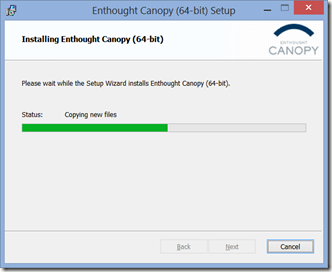 Enthought Canopy (64-bit) Setup
Installing Enthought Canopy (64-bit)
ENTHOUGHT
CANOPY
Please wait while the Setup Wizard installs Enthought Canopy (64-bit).
Status: Copying new files
Back Next Cancel